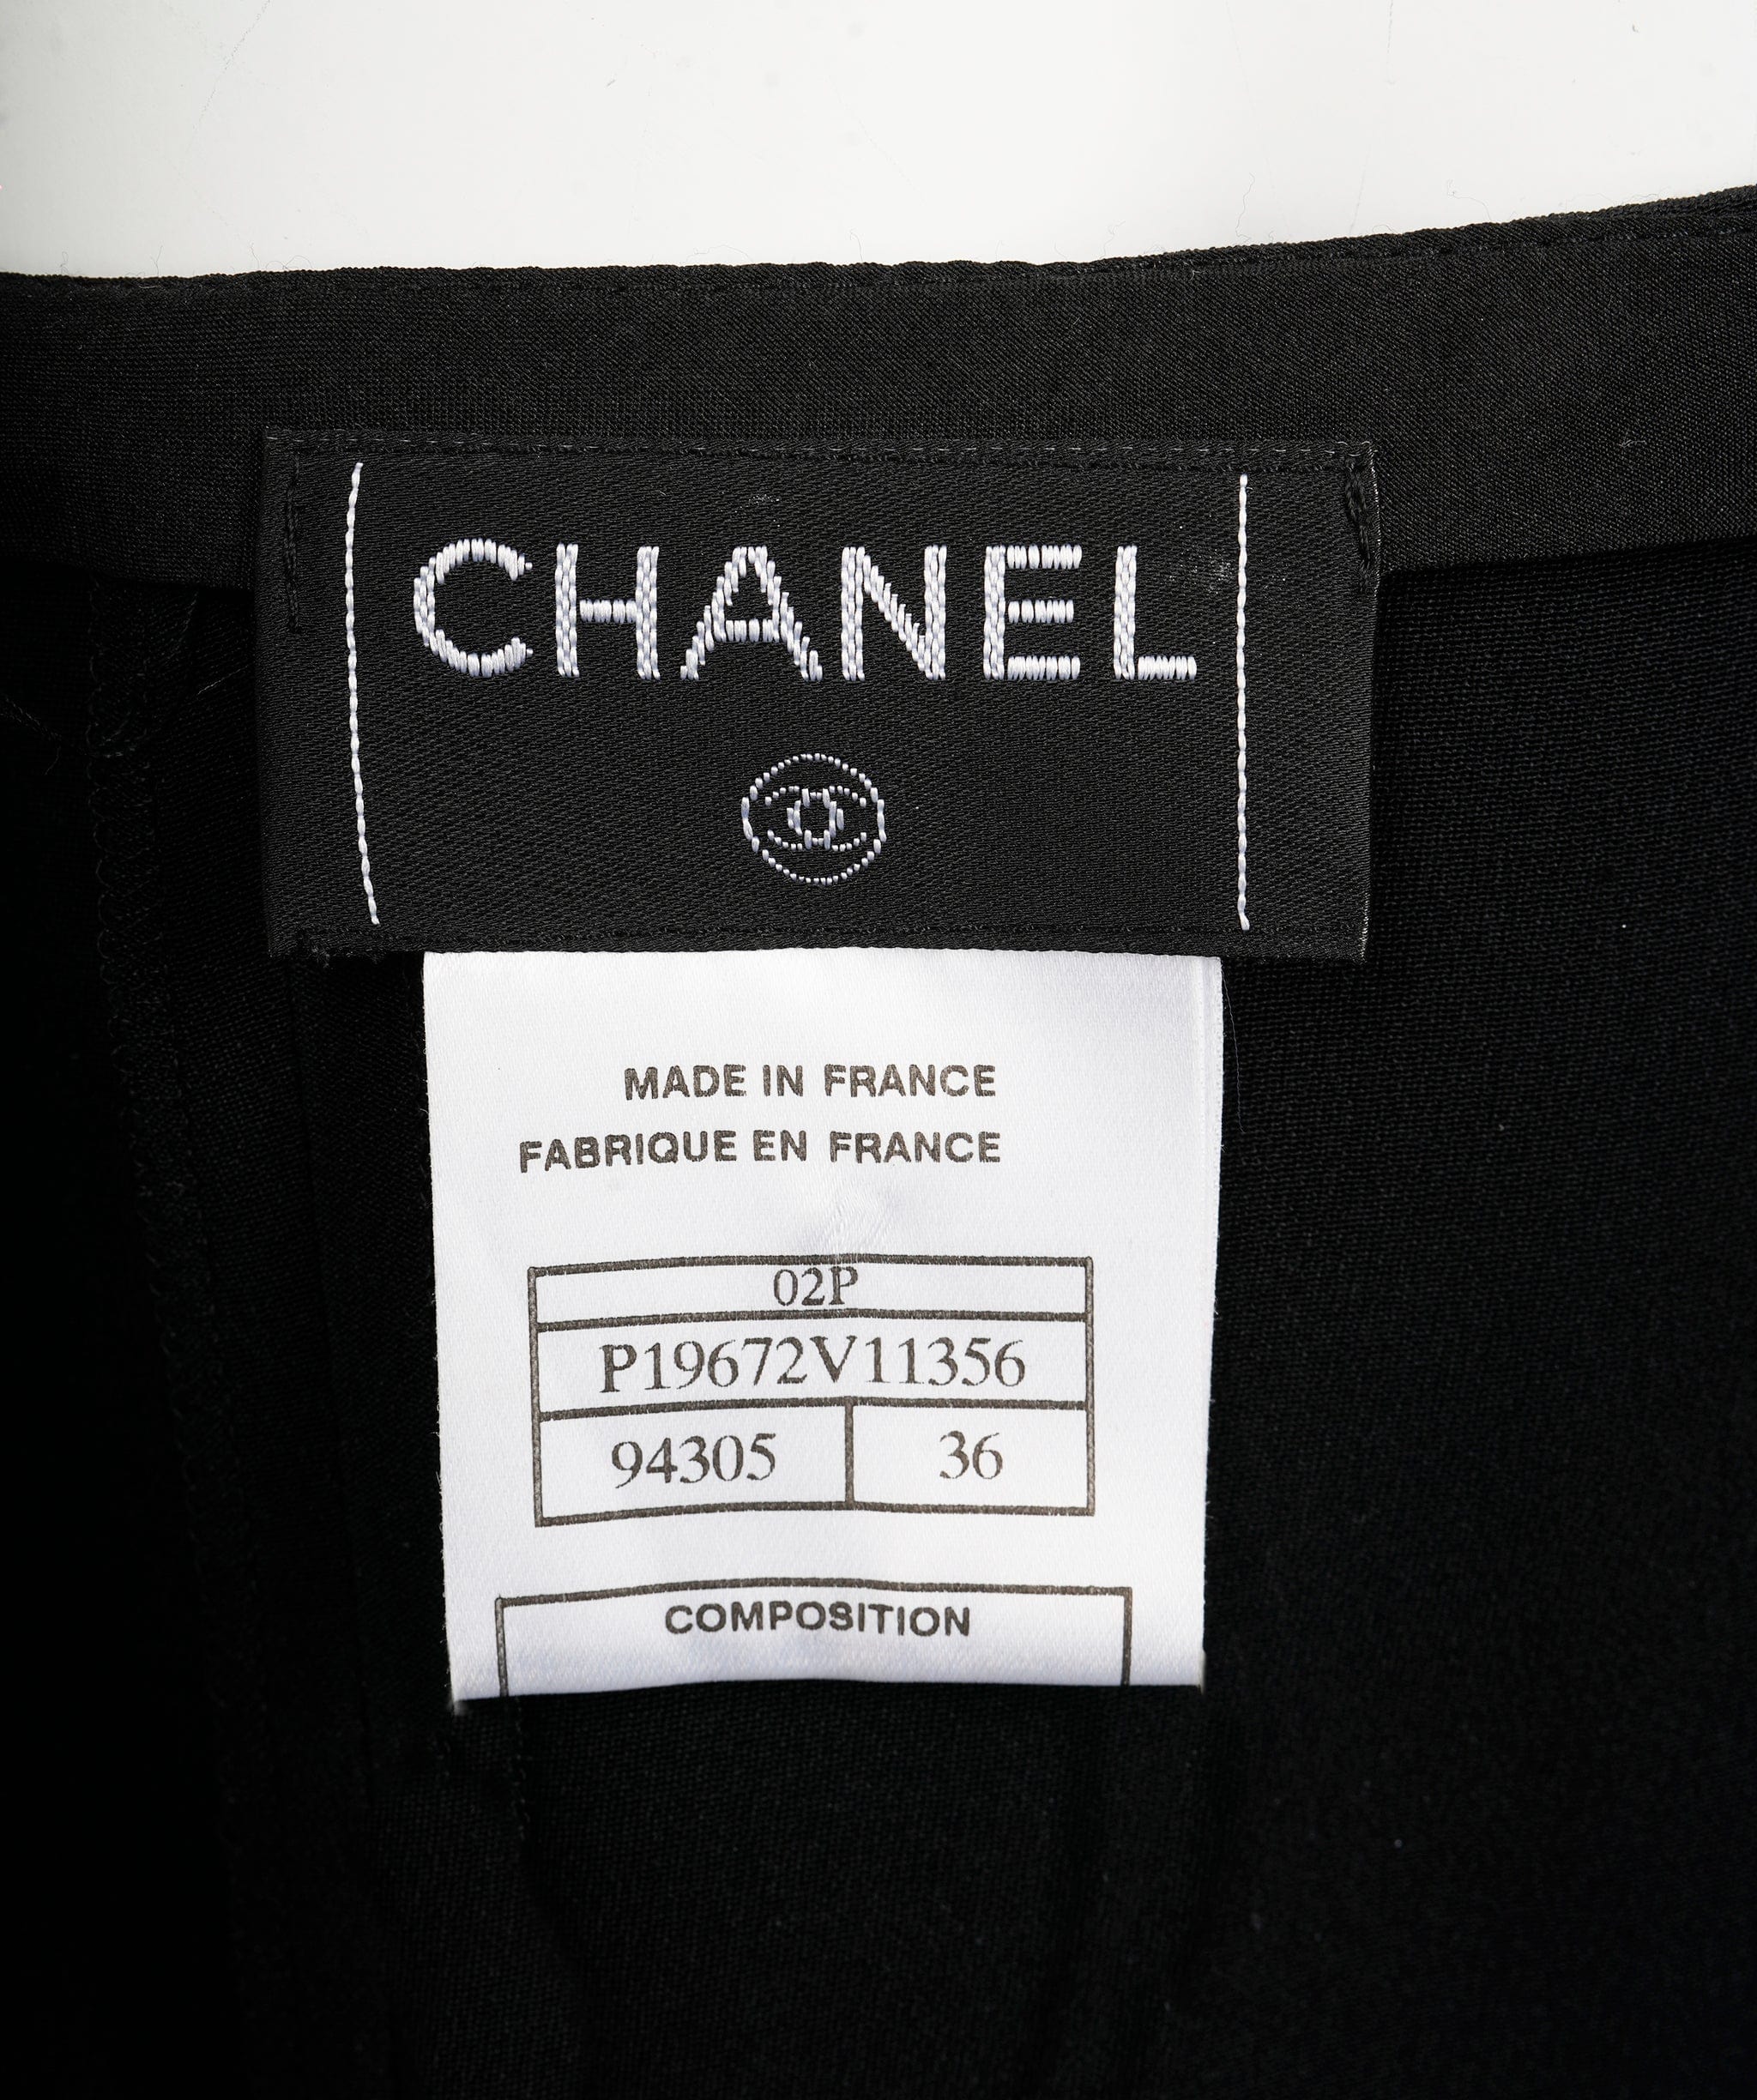 CHANEL
MADE IN FRANCE
FABRIQUE EN FRANCE
02P
P19672V11356
94305 36
COMPOSITION